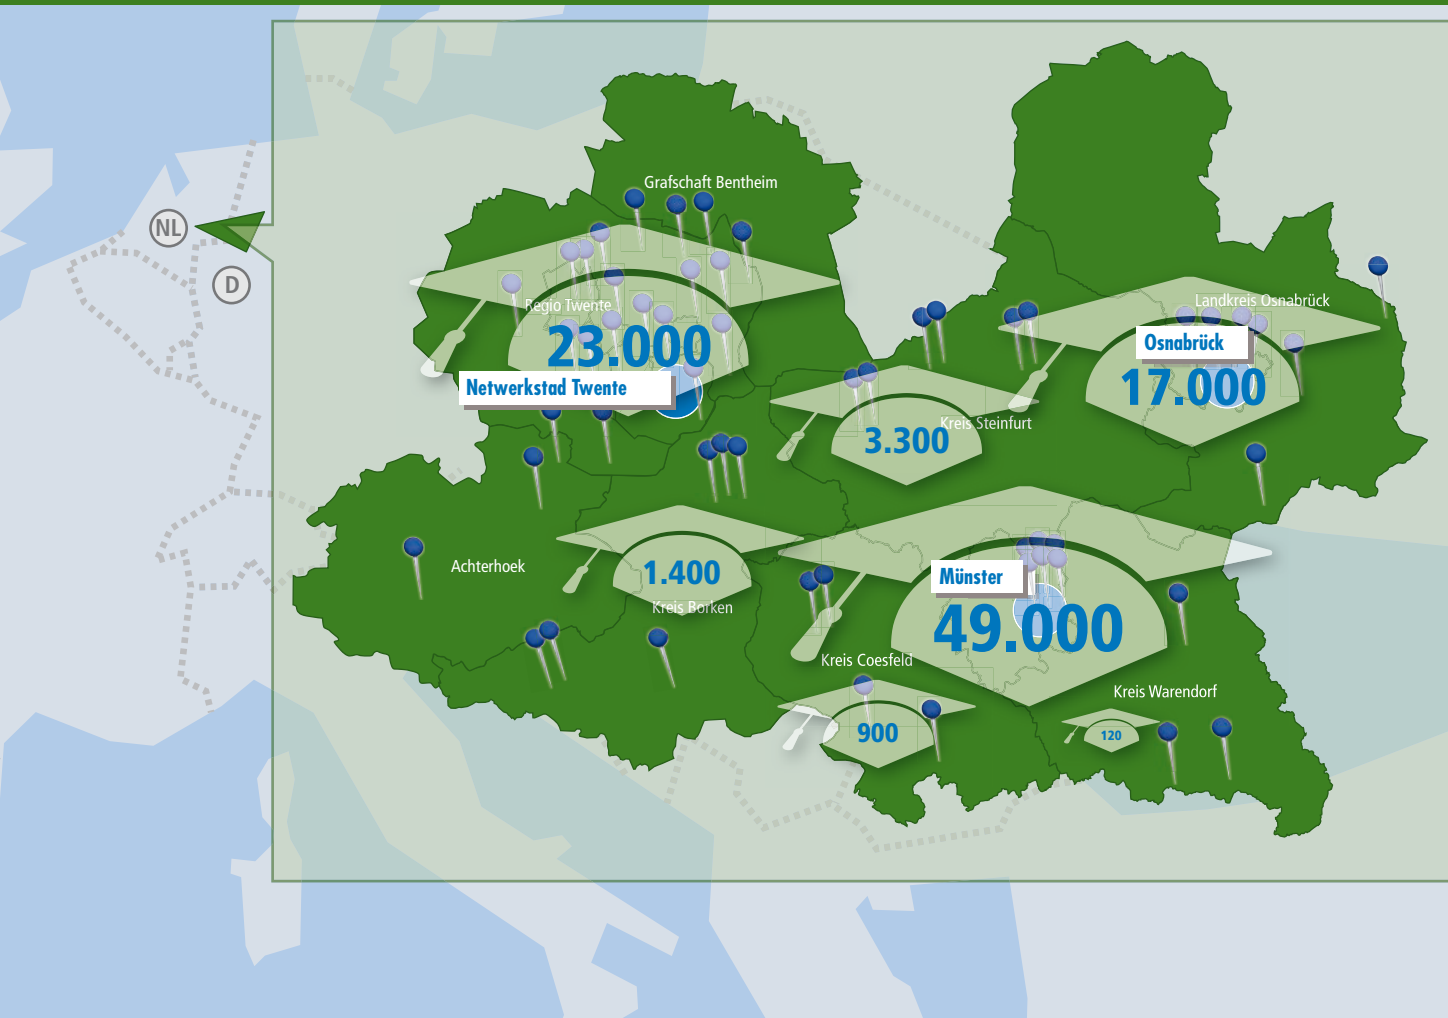 Grafschaft Bentheim
NL
D
Regio Twente
23.000
Netwerkstad Twente
Landkreis Osnabrück
Osnabrück
17.000
Kreis Steinfurt
3.300
Achterhoek
1.400
Kreis Borken
Münster
49.000
Kreis Coesfeld
900
Kreis Warendorf
120